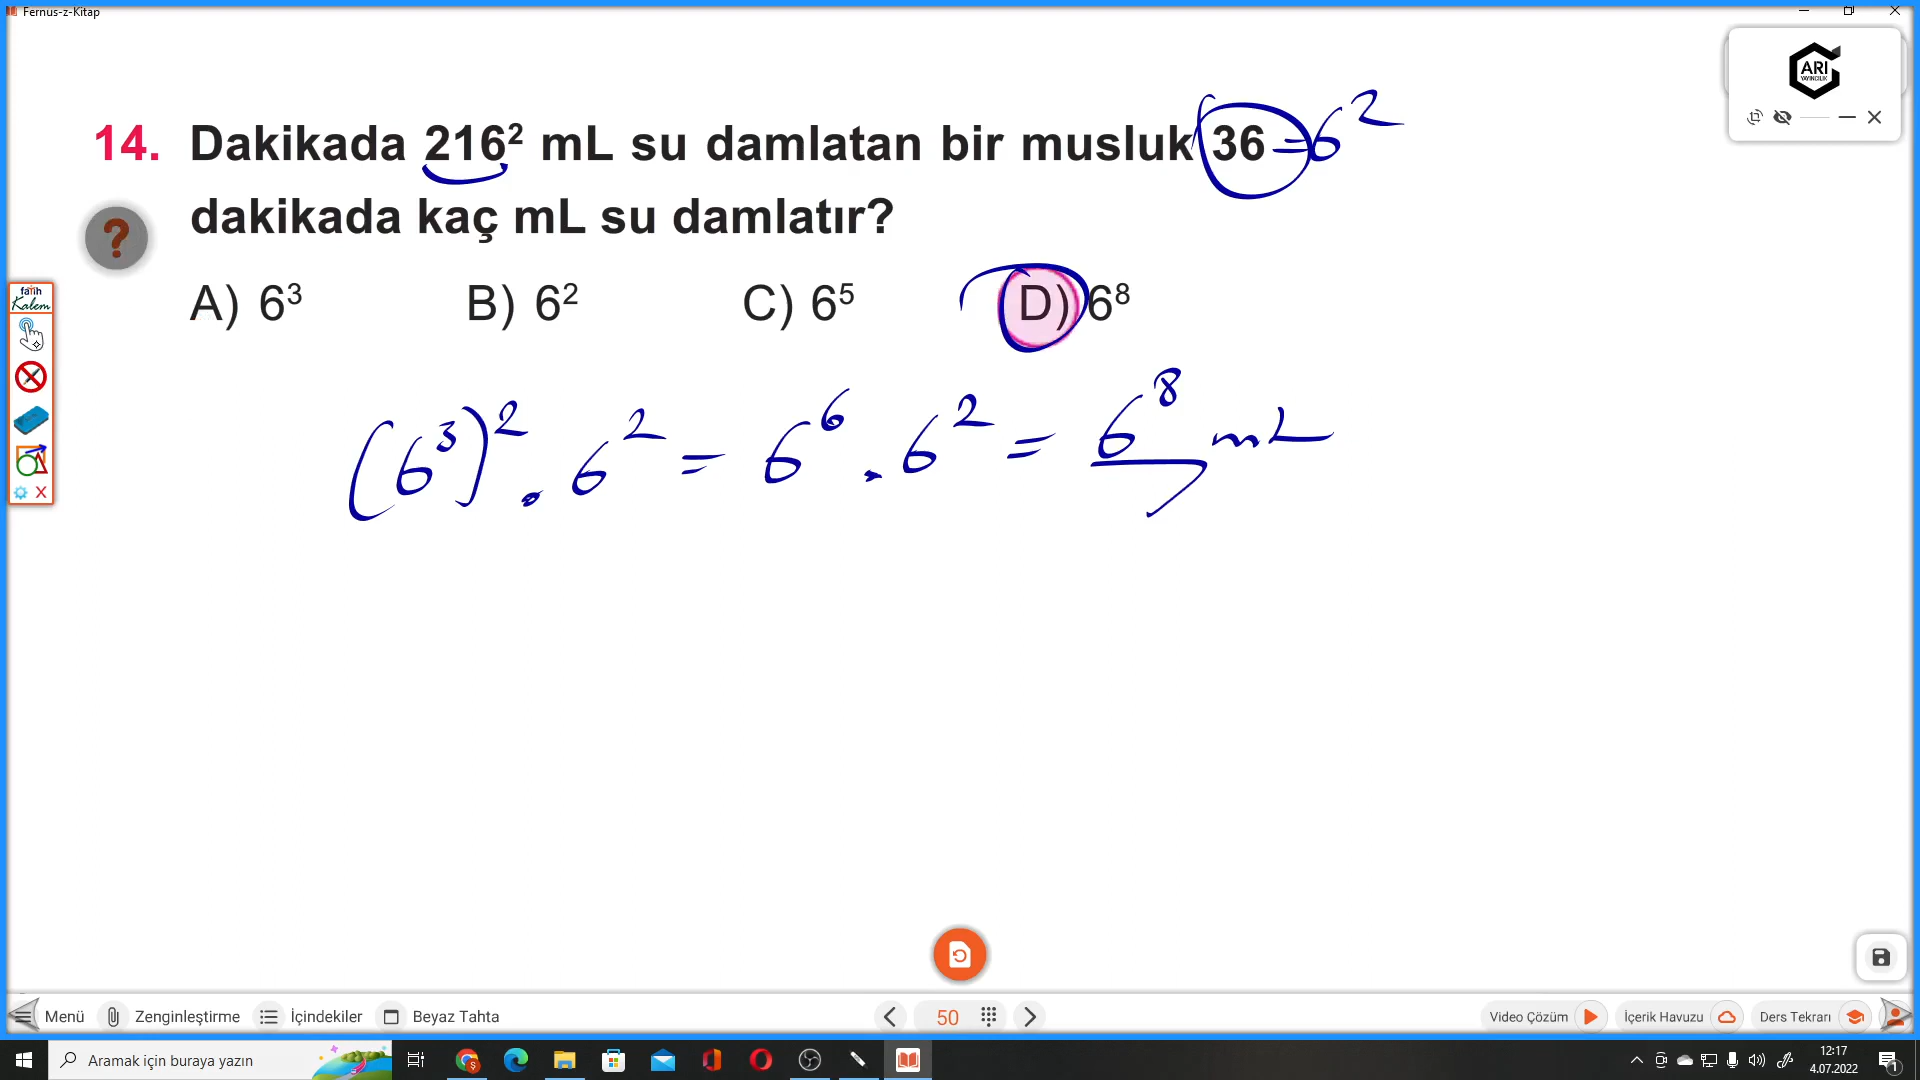 Fernus-z-Kitap
ARI
YAYINCILIK
14. Dakikada 216² mL su damlatan bir musluk 36 = 6²
dakikada kaç mL su damlatır?
A) 6³ B) 6² C) 6⁵ D) 6⁸
fatih
Kalem
(6³)² . 6² = 6⁶ . 6² = 6⁸ mL
Menü Zenginleştirme İçindekiler Beyaz Tahta 50 Video Çözüm İçerik Havuzu Ders Tekrarı
Aramak için buraya yazın
12:17
4.07.2022
1